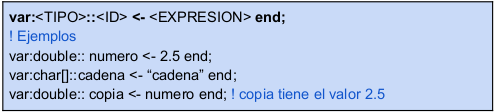 var:<TIPO>::<ID> <- <EXPRESION> end;
! Ejemplos
var:double:: numero <- 2.5 end;
var:char[]::cadena <- “cadena” end;
var:double:: copia <- numero end; ! copia tiene el valor 2.5